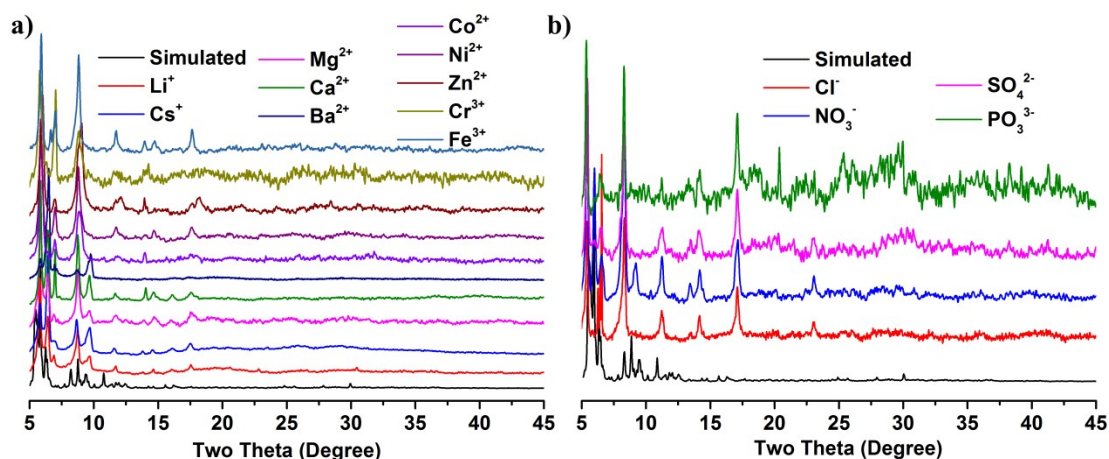 a)
Simulated
Li⁺
Cs⁺
Mg²⁺
Ca²⁺
Ba²⁺
Co²⁺
Ni²⁺
Zn²⁺
Cr³⁺
Fe³⁺
5 10 15 20 25 30 35 40 45
Two Theta (Degree)
b)
Simulated
Cl⁻
NO₃⁻
SO₄²⁻
PO₃³⁻
5 10 15 20 25 30 35 40 45
Two Theta (Degree)